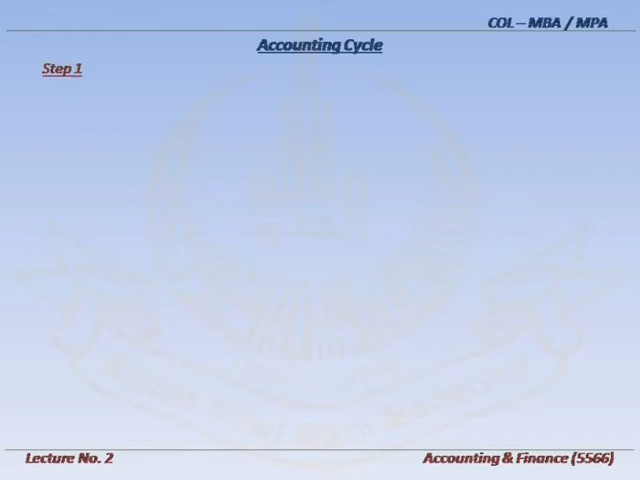 COL – MBA / MPA
Accounting Cycle
Step 1
Lecture No. 2
Accounting & Finance (5566)